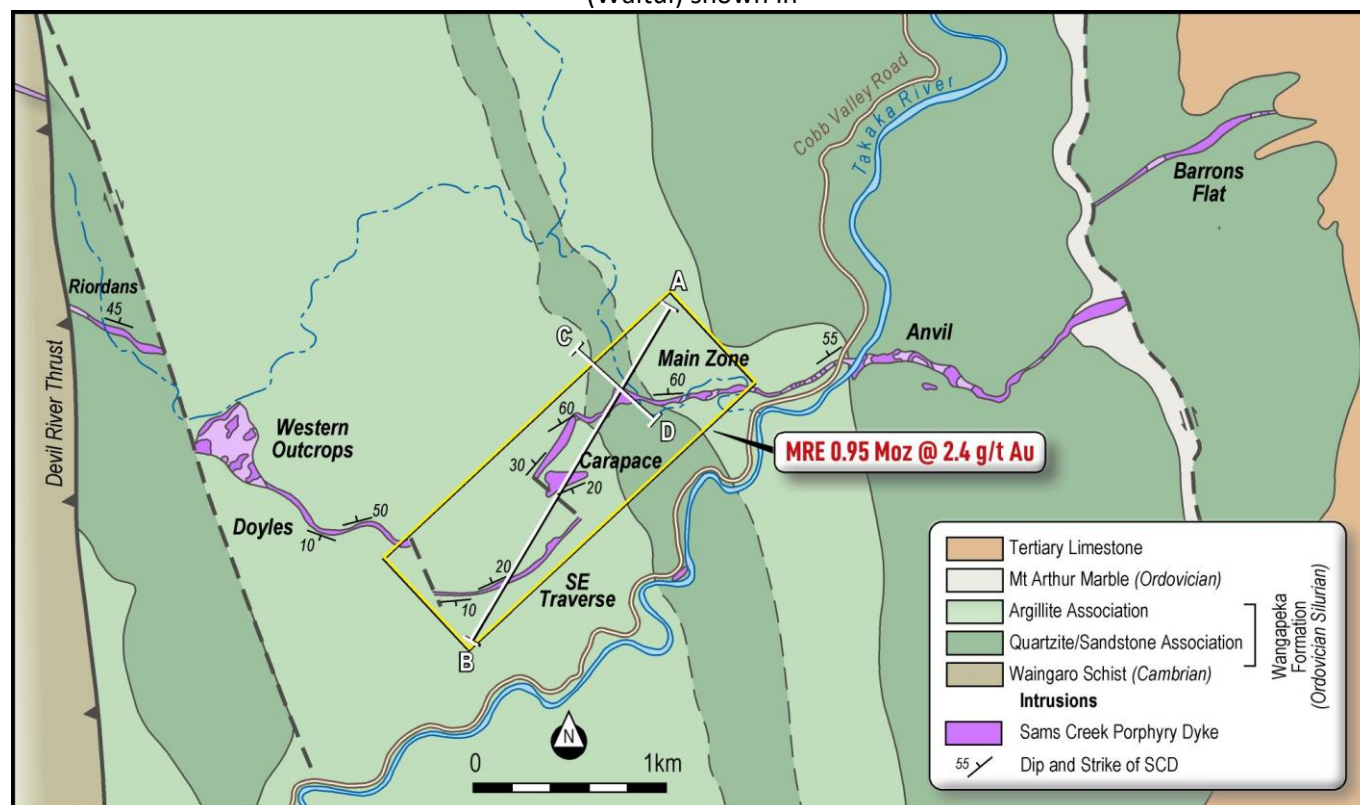 (Waitui) shown in
Cobb Valley Road
Takaka River
Barrons
Flat
Riordans
45
A
C
Main Zone
55
Anvil
60
Devil River Thrust
Western
Outcrops
60
D
MRE 0.95 Moz @ 2.4 g/t Au
30
Carapace
20
Doyles
50
10
20
SE
Traverse
10
B
N
0
1km
Tertiary Limestone
Mt Arthur Marble (Ordovician)
Argillite Association
Quartzite/Sandstone Association
Waingaro Schist (Cambrian)
Wangapeka
Formation
(Ordovician Silurian)
Intrusions
Sams Creek Porphyry Dyke
55
Dip and Strike of SCD